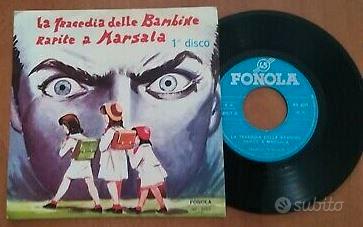 La Tragedia delle Bambine
Rapite a Marsala
1° disco
FONOLA
FONOLA
LA TRAGEDIA DELLE BAMBINE
RAPITE A MARSALA
subito